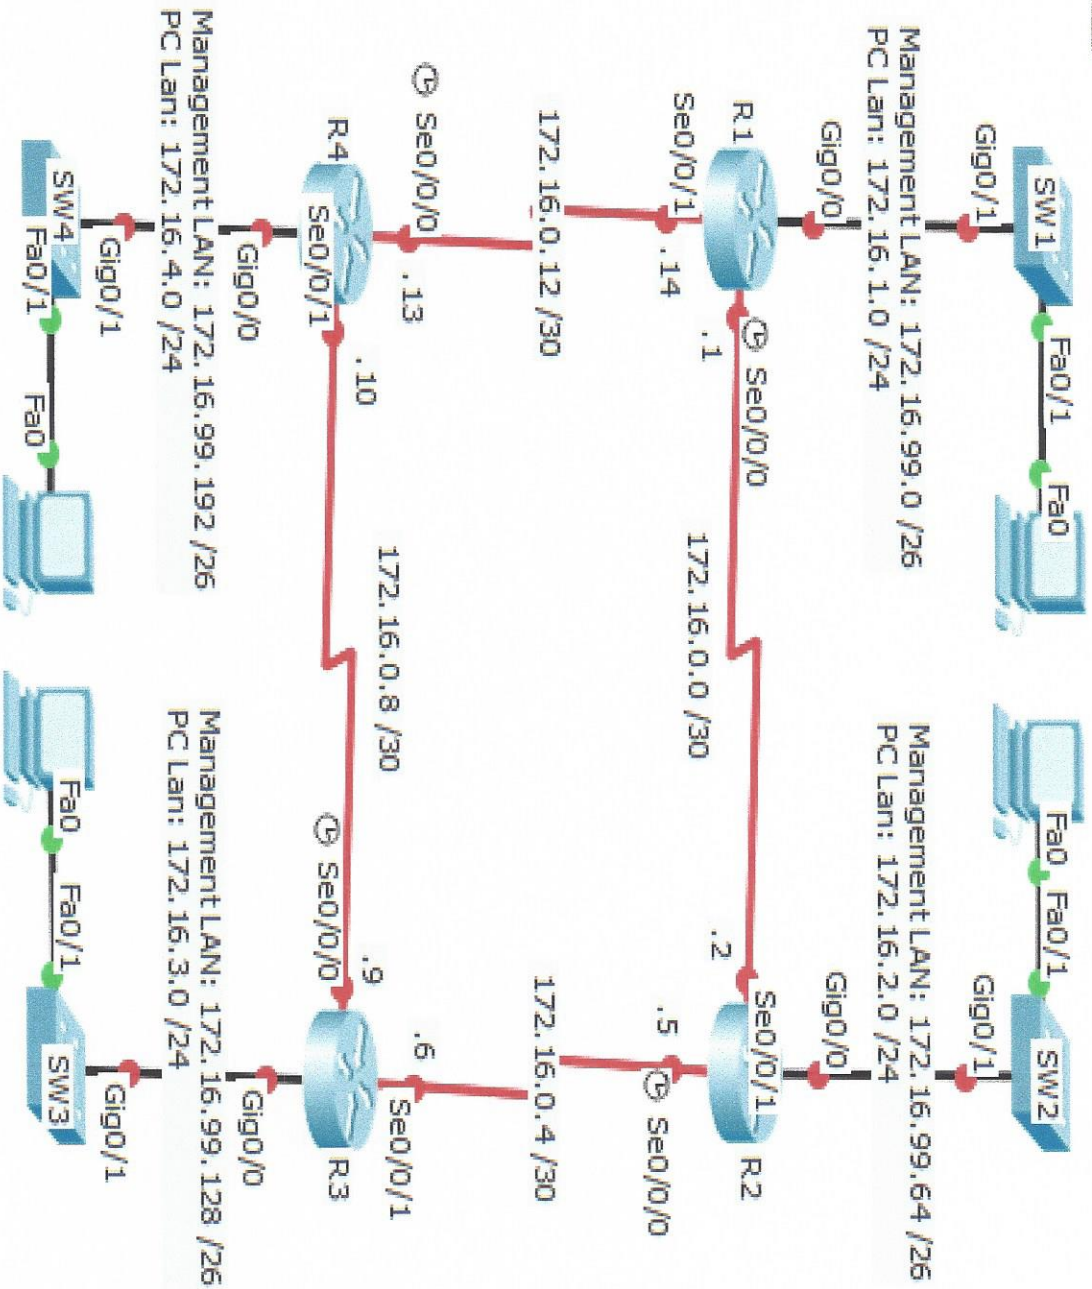 SW1
Fa0/1
Fa0
Gig0/1
Fa0
Fa0/1
SW2
Gig0/1
Management LAN: 172.16.99.0 /26
PC Lan: 172.16.1.0 /24
Management LAN: 172.16.99.64 /26
PC Lan: 172.16.2.0 /24
Gig0/0
Gig0/0
R1
Se0/0/0
.1
.2
Se0/0/1
R2
Se0/0/1
.14
172.16.0.0 /30
.5
Se0/0/0
172.16.0.12 /30
172.16.0.4 /30
Se0/0/0
.13
172.16.0.8 /30
.6
Se0/0/1
R4
Se0/0/1
.10
.9
Se0/0/0
R3
Gig0/0
Gig0/0
Management LAN: 172.16.99.192 /26
PC Lan: 172.16.4.0 /24
Management LAN: 172.16.99.128 /26
PC Lan: 172.16.3.0 /24
Gig0/1
Gig0/1
SW4
Fa0/1
Fa0
Fa0
Fa0/1
SW3